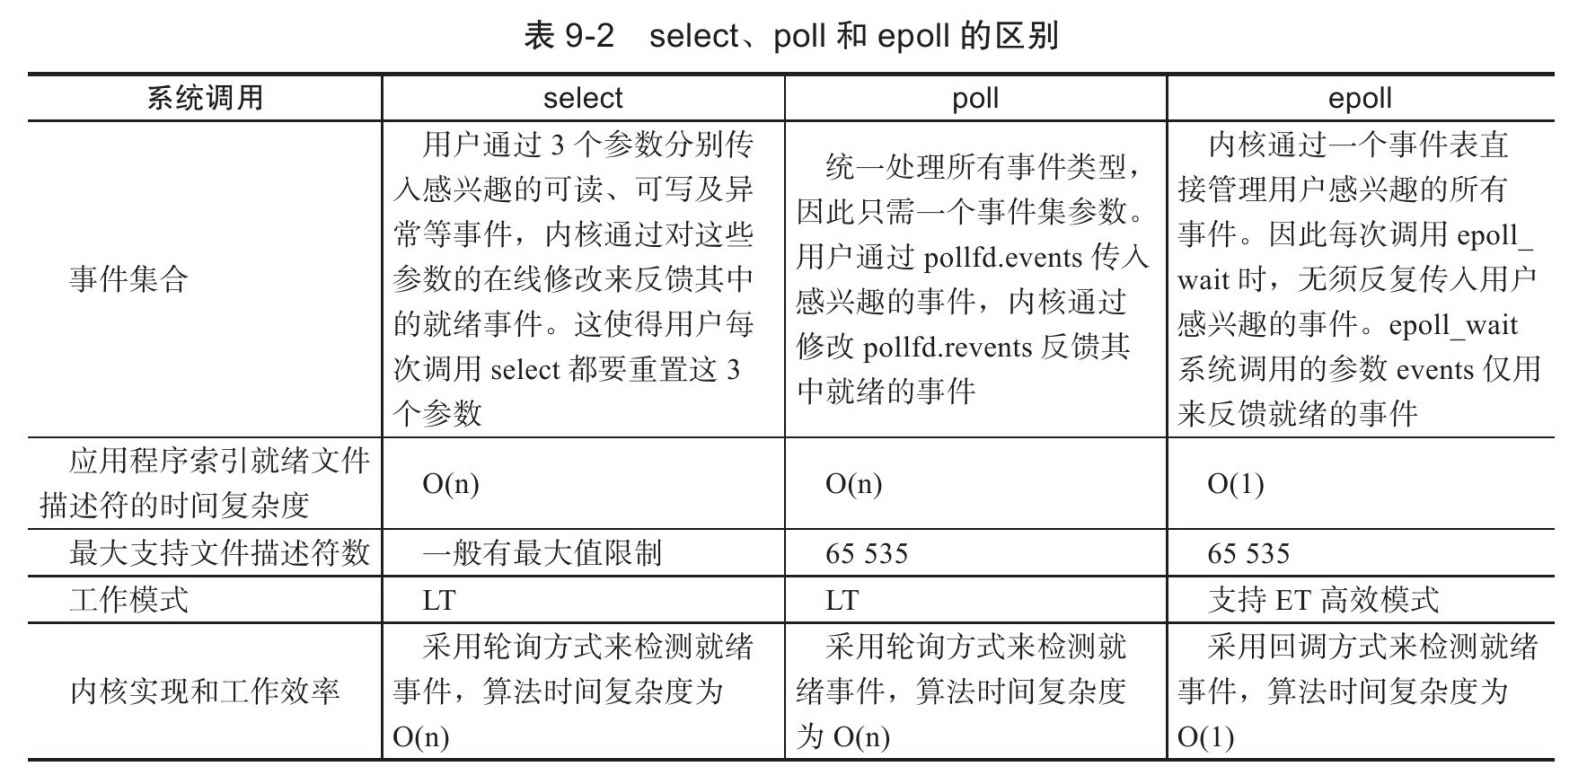 表 9-2 select、poll 和 epoll 的区别
系统调用
select
poll
epoll
事件集合
用户通过 3 个参数分别传
入感兴趣的可读、可写及异
常等事件，内核通过对这些
参数的在线修改来反馈其中
的就绪事件。这使得用户每
次调用 select 都要重置这 3
个参数
统一处理所有事件类型，
因此只需一个事件集参数。
用户通过 pollfd.events 传入
感兴趣的事件，内核通过
修改 pollfd.revents 反馈其
中就绪的事件
内核通过一个事件表直
接管理用户感兴趣的所有
事件。因此每次调用 epoll_
wait 时，无须反复传入用户
感兴趣的事件。epoll_wait
系统调用的参数 events 仅用
来反馈就绪的事件
应用程序索引就绪文件
描述符的时间复杂度
O(n)
O(n)
O(1)
最大支持文件描述符数
一般有最大值限制
65 535
65 535
工作模式
LT
LT
支持 ET 高效模式
内核实现和工作效率
采用轮询方式来检测就绪
事件，算法时间复杂度为
O(n)
采用轮询方式来检测就
绪事件，算法时间复杂度
为 O(n)
采用回调方式来检测就绪
事件，算法时间复杂度为
O(1)